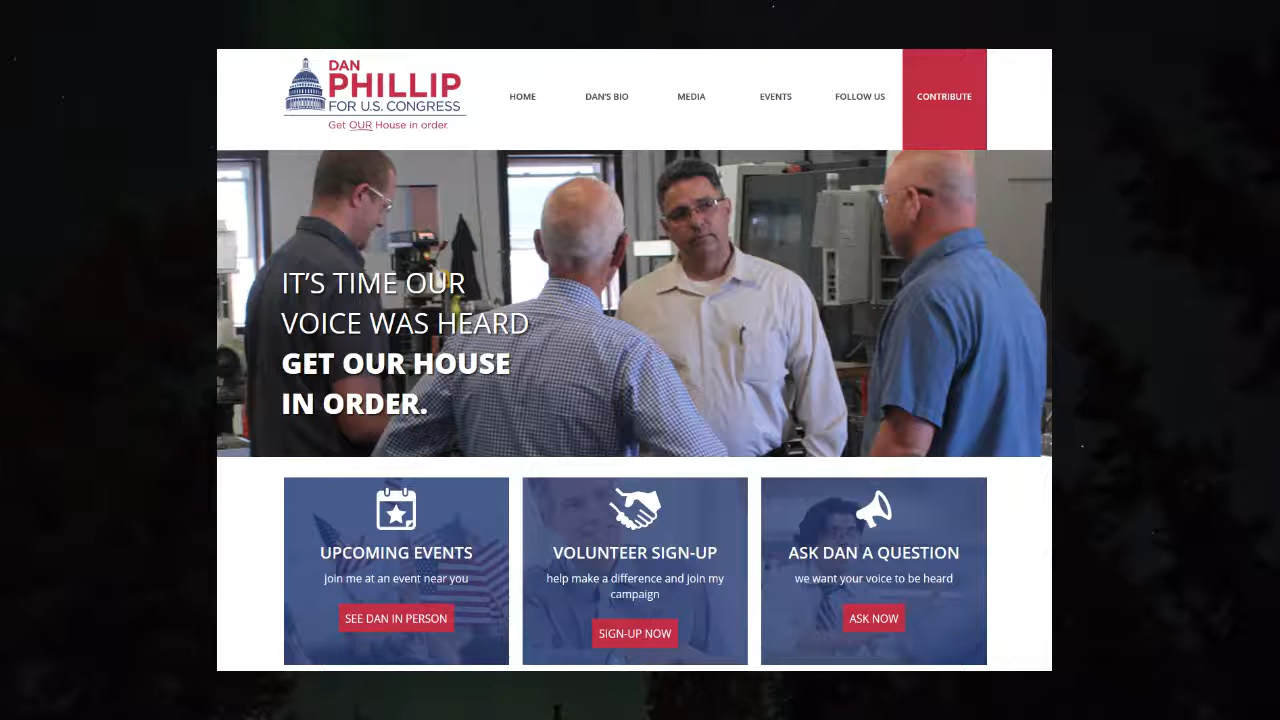 DAN
PHILLIP
FOR U.S. CONGRESS
Get OUR House in order.
HOME
DAN'S BIO
MEDIA
EVENTS
FOLLOW US
CONTRIBUTE
IT'S TIME OUR
VOICE WAS HEARD
GET OUR HOUSE
IN ORDER.
UPCOMING EVENTS
join me at an event near you
SEE DAN IN PERSON
VOLUNTEER SIGN-UP
help make a difference and join my
campaign
SIGN-UP NOW
ASK DAN A QUESTION
we want your voice to be heard
ASK NOW